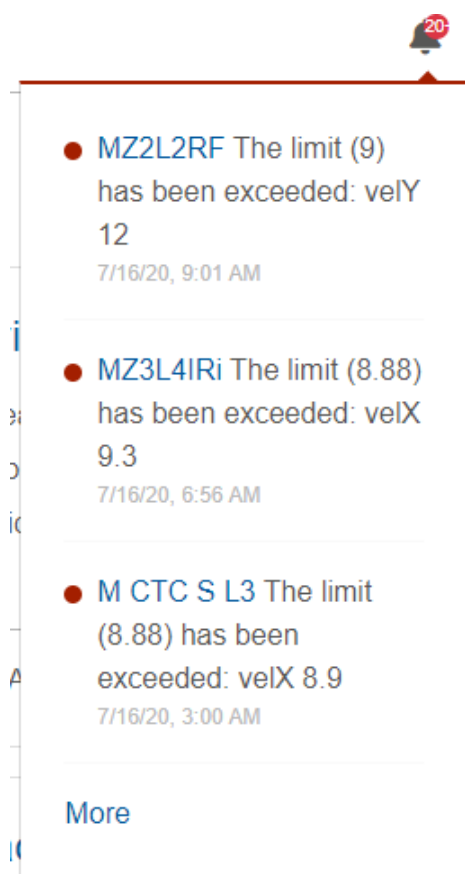 20+
MZ2L2RF The limit (9)
has been exceeded: velY
12
7/16/20, 9:01 AM
MZ3L4IRi The limit (8.88)
has been exceeded: velX
9.3
7/16/20, 6:56 AM
M CTC S L3 The limit
(8.88) has been
exceeded: velX 8.9
7/16/20, 3:00 AM
More